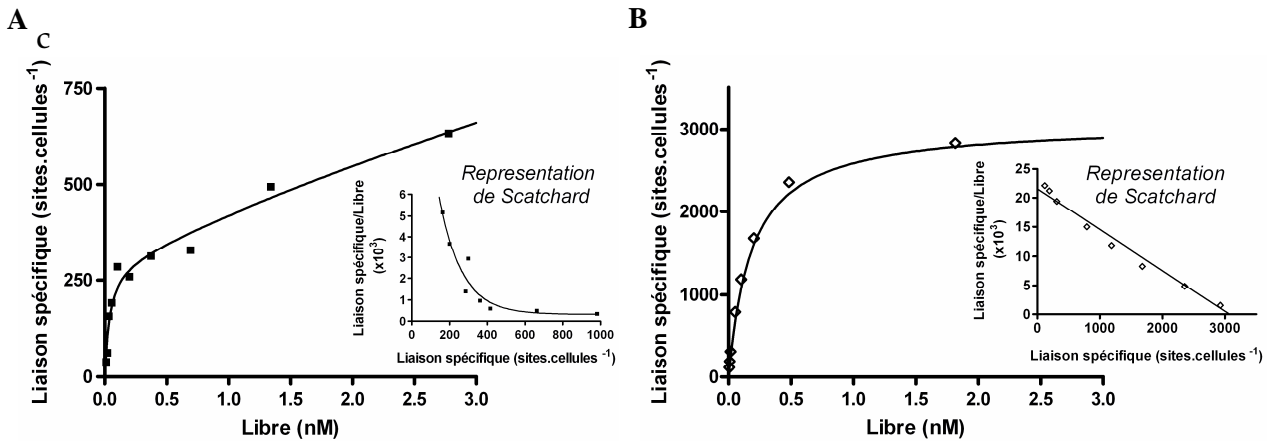 A
C
Liaison spécifique (sites.cellules -1)
750
500
250
0
0.0 0.5 1.0 1.5 2.0 2.5 3.0
Libre (nM)
Representation
de Scatchard
Liaison spécifique/Libre
(x103)
6
5
4
3
2
1
0
0 200 400 600 800 1000
Liaison spécifique (sites.cellules -1)
B
Liaison spécifique (sites.cellules -1)
3000
2000
1000
0
0.0 0.5 1.0 1.5 2.0 2.5 3.0
Libre (nM)
Representation
de Scatchard
Liaison spécifique/Libre
(x103)
25
20
15
10
5
0
0 1000 2000 3000
Liaison spécifique (sites.cellules -1)